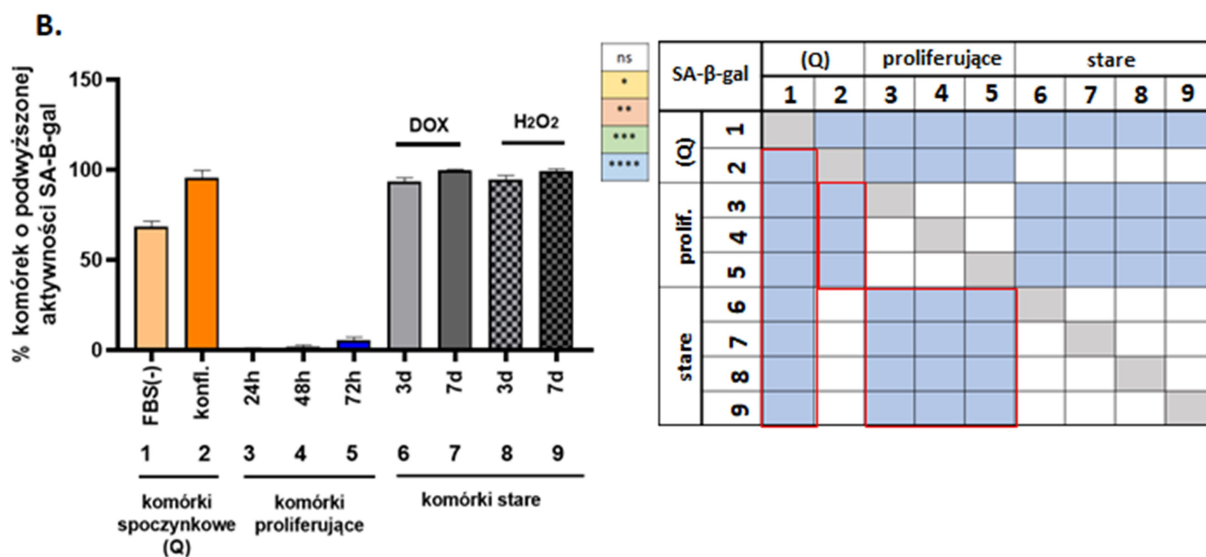 B.
% komórek o podwyższonej
aktywności SA-B-gal
150
100
50
0
DOX
H2O2
FBS(-)
konfl.
24h
48h
72h
3d
7d
3d
7d
1 2 3 4 5 6 7 8 9
komórki
spoczynkowe
(Q)
komórki
proliferujące
komórki stare
ns
*
**
***
****
SA-β-gal
(Q) proliferujące stare
1 2 3 4 5 6 7 8 9
(Q)
1
2
prolif.
3
4
5
stare
6
7
8
9